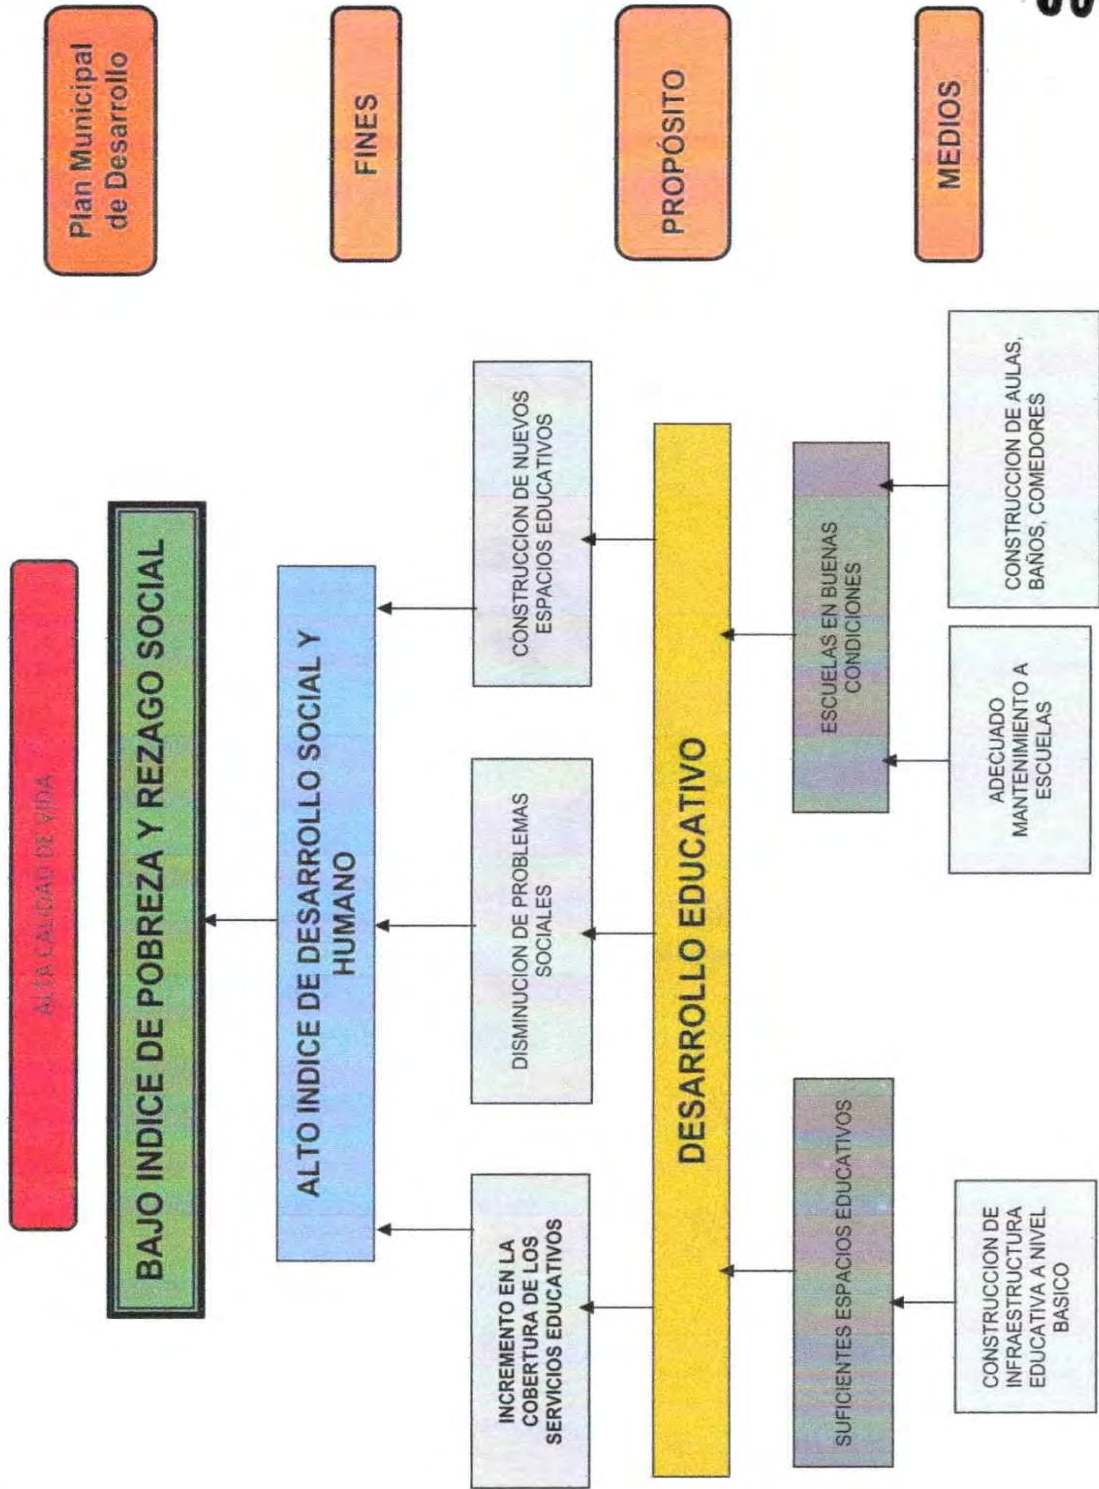 ALTA CALIDAD DE VIDA
Plan Municipal
de Desarrollo
BAJO INDICE DE POBREZA Y REZAGO SOCIAL
ALTO INDICE DE DESARROLLO SOCIAL Y
HUMANO
FINES
INCREMENTO EN LA
COBERTURA DE LOS
SERVICIOS EDUCATIVOS
DISMINUCION DE PROBLEMAS
SOCIALES
CONSTRUCCION DE NUEVOS
ESPACIOS EDUCATIVOS
DESARROLLO EDUCATIVO
PROPÓSITO
SUFICIENTES ESPACIOS EDUCATIVOS
ESCUELAS EN BUENAS
CONDICIONES
MEDIOS
CONSTRUCCION DE
INFRAESTRUCTURA
EDUCATIVA A NIVEL
BASICO
ADECUADO
MANTENIMIENTO A
ESCUELAS
CONSTRUCCION DE AULAS,
BAÑOS, COMEDORES